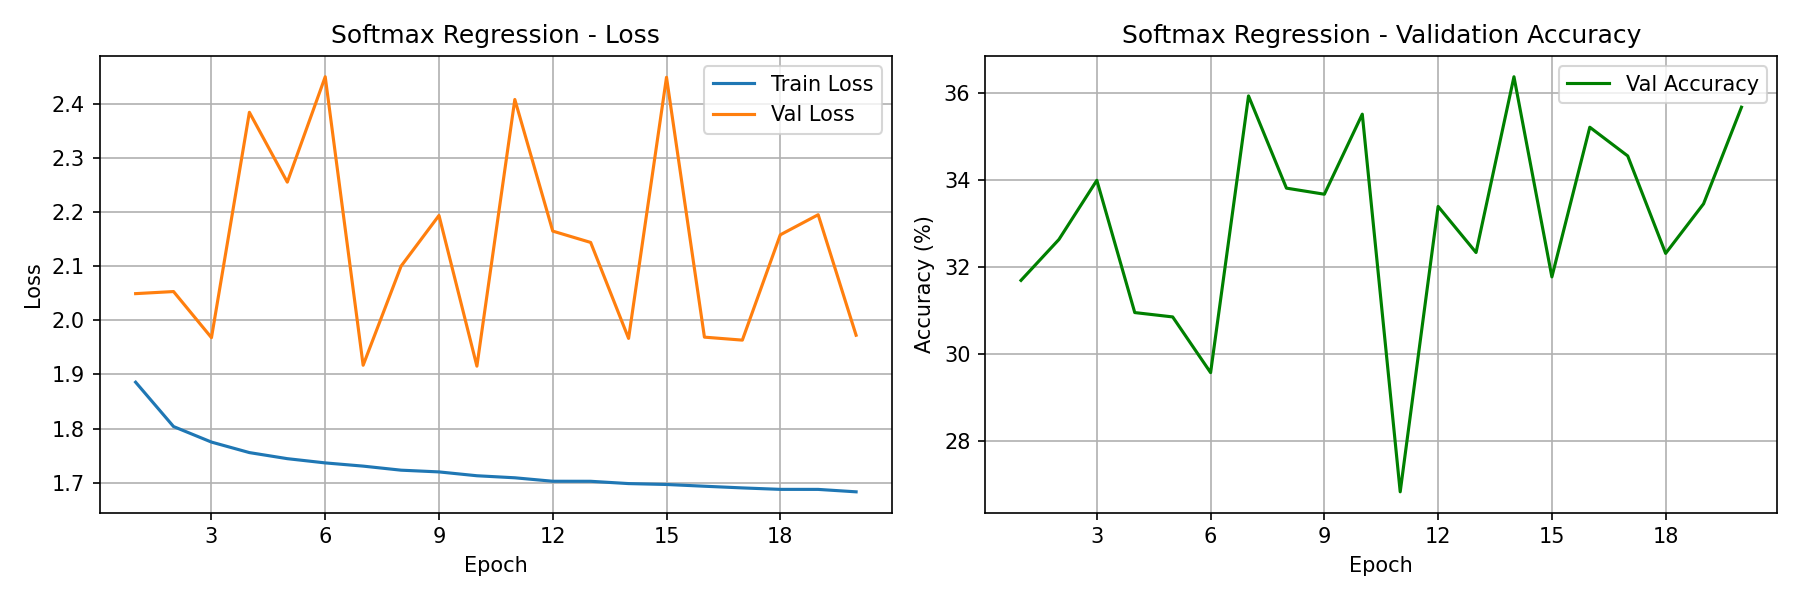 Softmax Regression - Loss
Train Loss
Val Loss
2.4
2.3
2.2
2.1
2.0
1.9
1.8
1.7
Loss
3 6 9 12 15 18
Epoch
Softmax Regression - Validation Accuracy
Val Accuracy
36
34
32
30
28
Accuracy (%)
3 6 9 12 15 18
Epoch